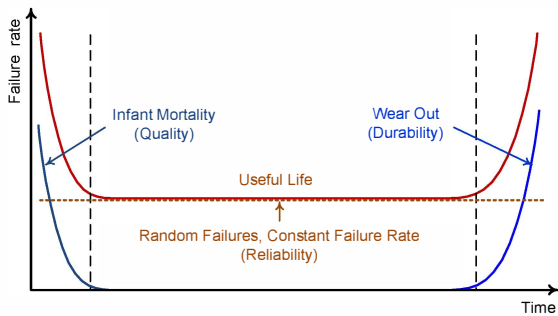 Failure rate
Infant Mortality
(Quality)
Wear Out
(Durability)
Useful Life
Random Failures, Constant Failure Rate
(Reliability)
Time